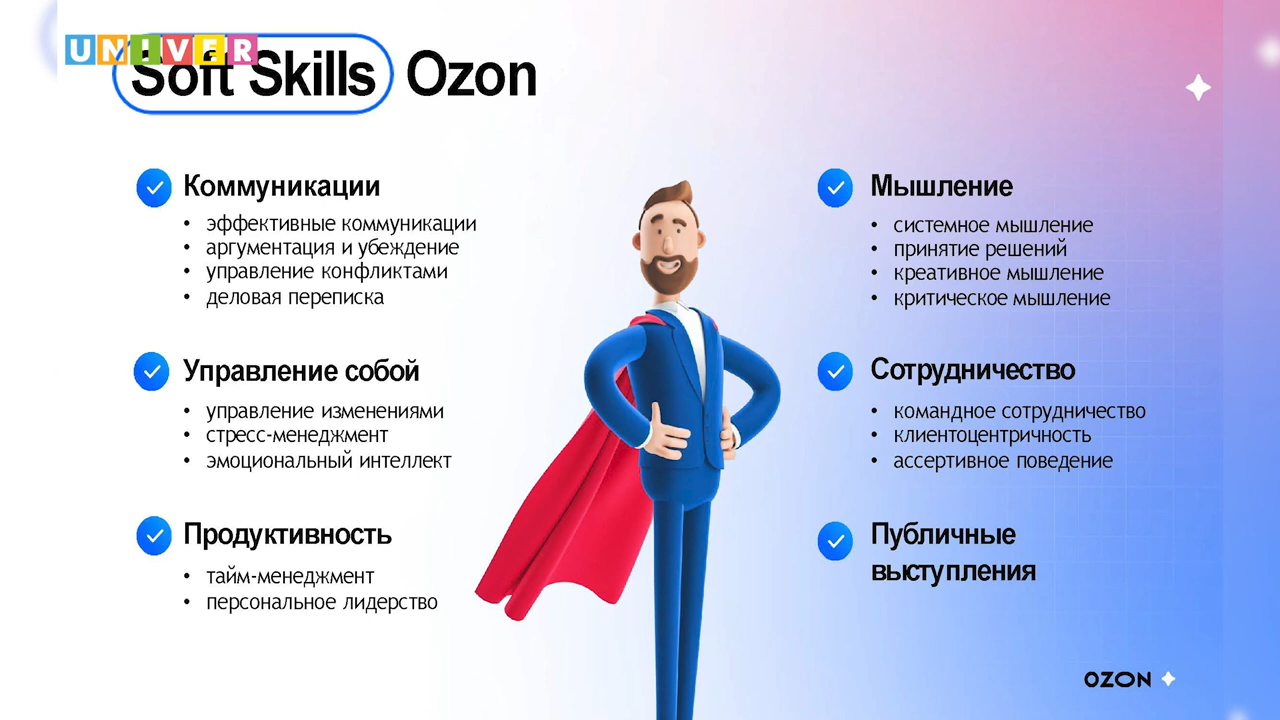 UNIVER
Soft Skills Ozon
Коммуникации
• эффективные коммуникации
• аргументация и убеждение
• управление конфликтами
• деловая переписка
Управление собой
• управление изменениями
• стресс-менеджмент
• эмоциональный интеллект
Продуктивность
• тайм-менеджмент
• персональное лидерство
Мышление
• системное мышление
• принятие решений
• креативное мышление
• критическое мышление
Сотрудничество
• командное сотрудничество
• клиентоцентричность
• ассертивное поведение
Публичные
выступления
OZON